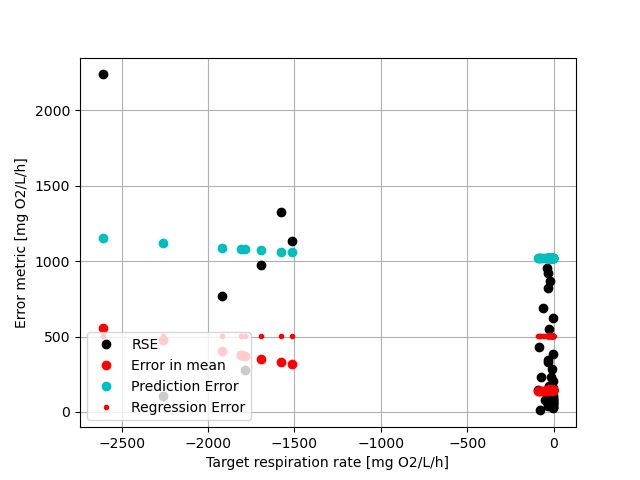 2000
1500
1000
500
0
Error metric [mg O2/L/h]
RSE
Error in mean
Prediction Error
Regression Error
−2500 −2000 −1500 −1000 −500 0
Target respiration rate [mg O2/L/h]